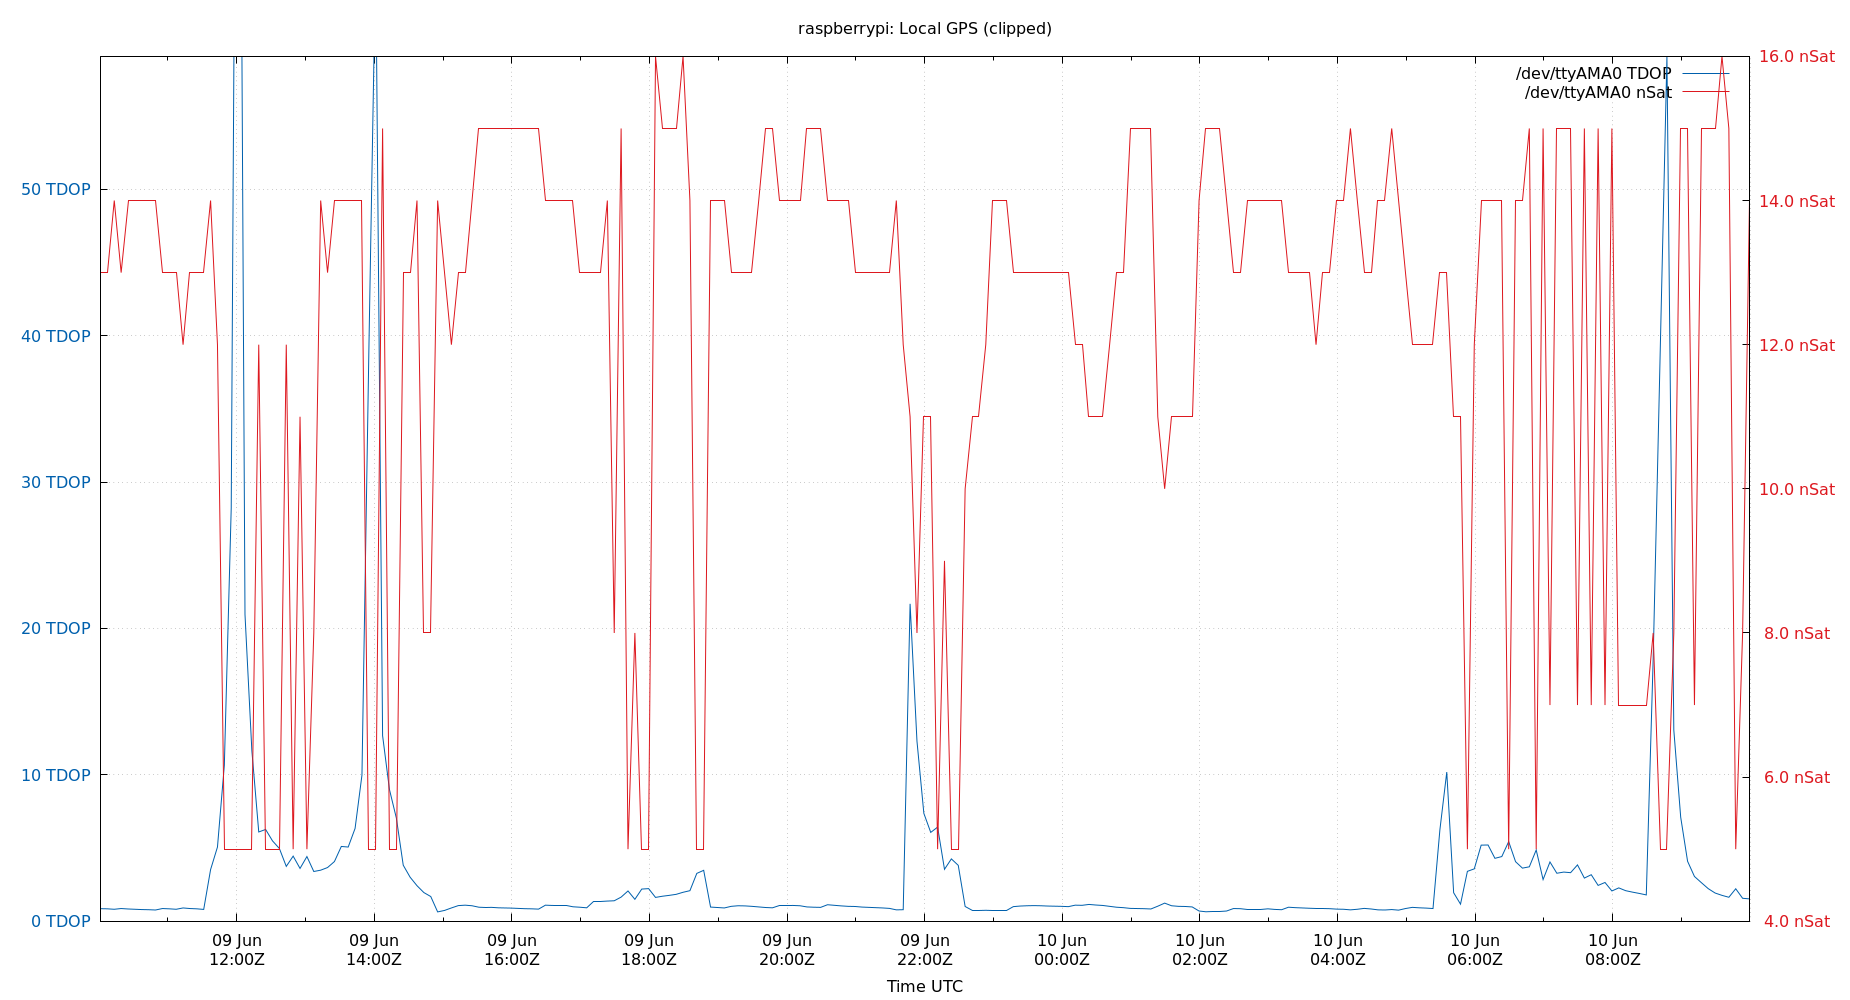 raspberrypi: Local GPS (clipped)
/dev/ttyAMA0 TDOP
/dev/ttyAMA0 nSat
50 TDOP
40 TDOP
30 TDOP
20 TDOP
10 TDOP
0 TDOP
16.0 nSat
14.0 nSat
12.0 nSat
10.0 nSat
8.0 nSat
6.0 nSat
4.0 nSat
09 Jun 09 Jun 09 Jun 09 Jun 09 Jun 09 Jun 10 Jun 10 Jun 10 Jun 10 Jun 10 Jun
12:00Z 14:00Z 16:00Z 18:00Z 20:00Z 22:00Z 00:00Z 02:00Z 04:00Z 06:00Z 08:00Z
Time UTC